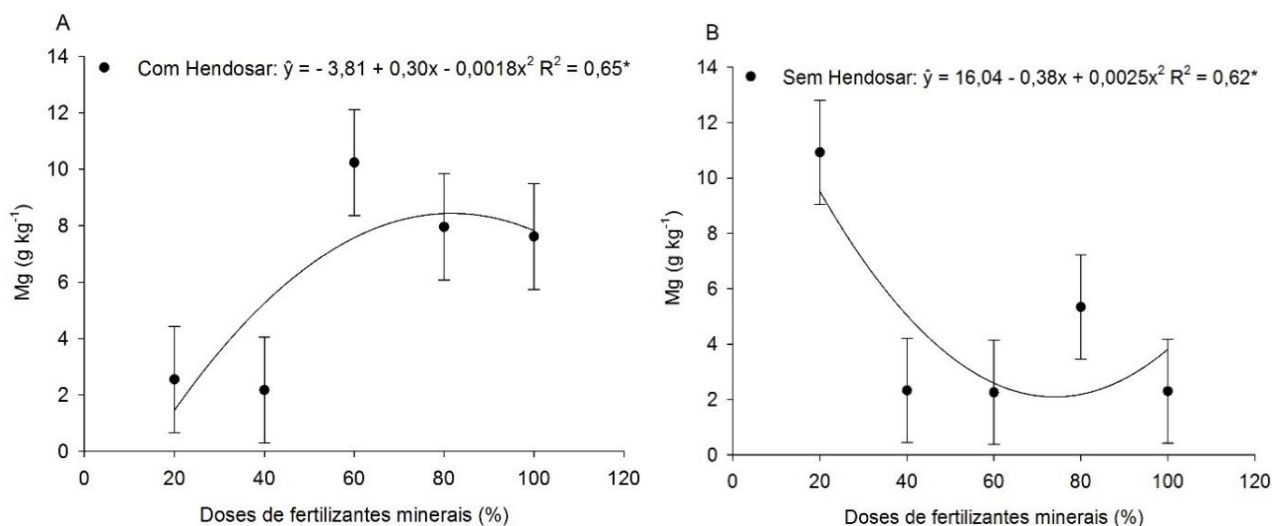 A
Com Hendosar: ŷ = - 3,81 + 0,30x - 0,0018x² R² = 0,65*
14
12
10
8
6
4
2
0
Mg (g kg⁻¹)
0 20 40 60 80 100 120
Doses de fertilizantes minerais (%)
B
Sem Hendosar: ŷ = 16,04 - 0,38x + 0,0025x² R² = 0,62*
14
12
10
8
6
4
2
0
Mg (g kg⁻¹)
0 20 40 60 80 100 120
Doses de fertilizantes minerais (%)